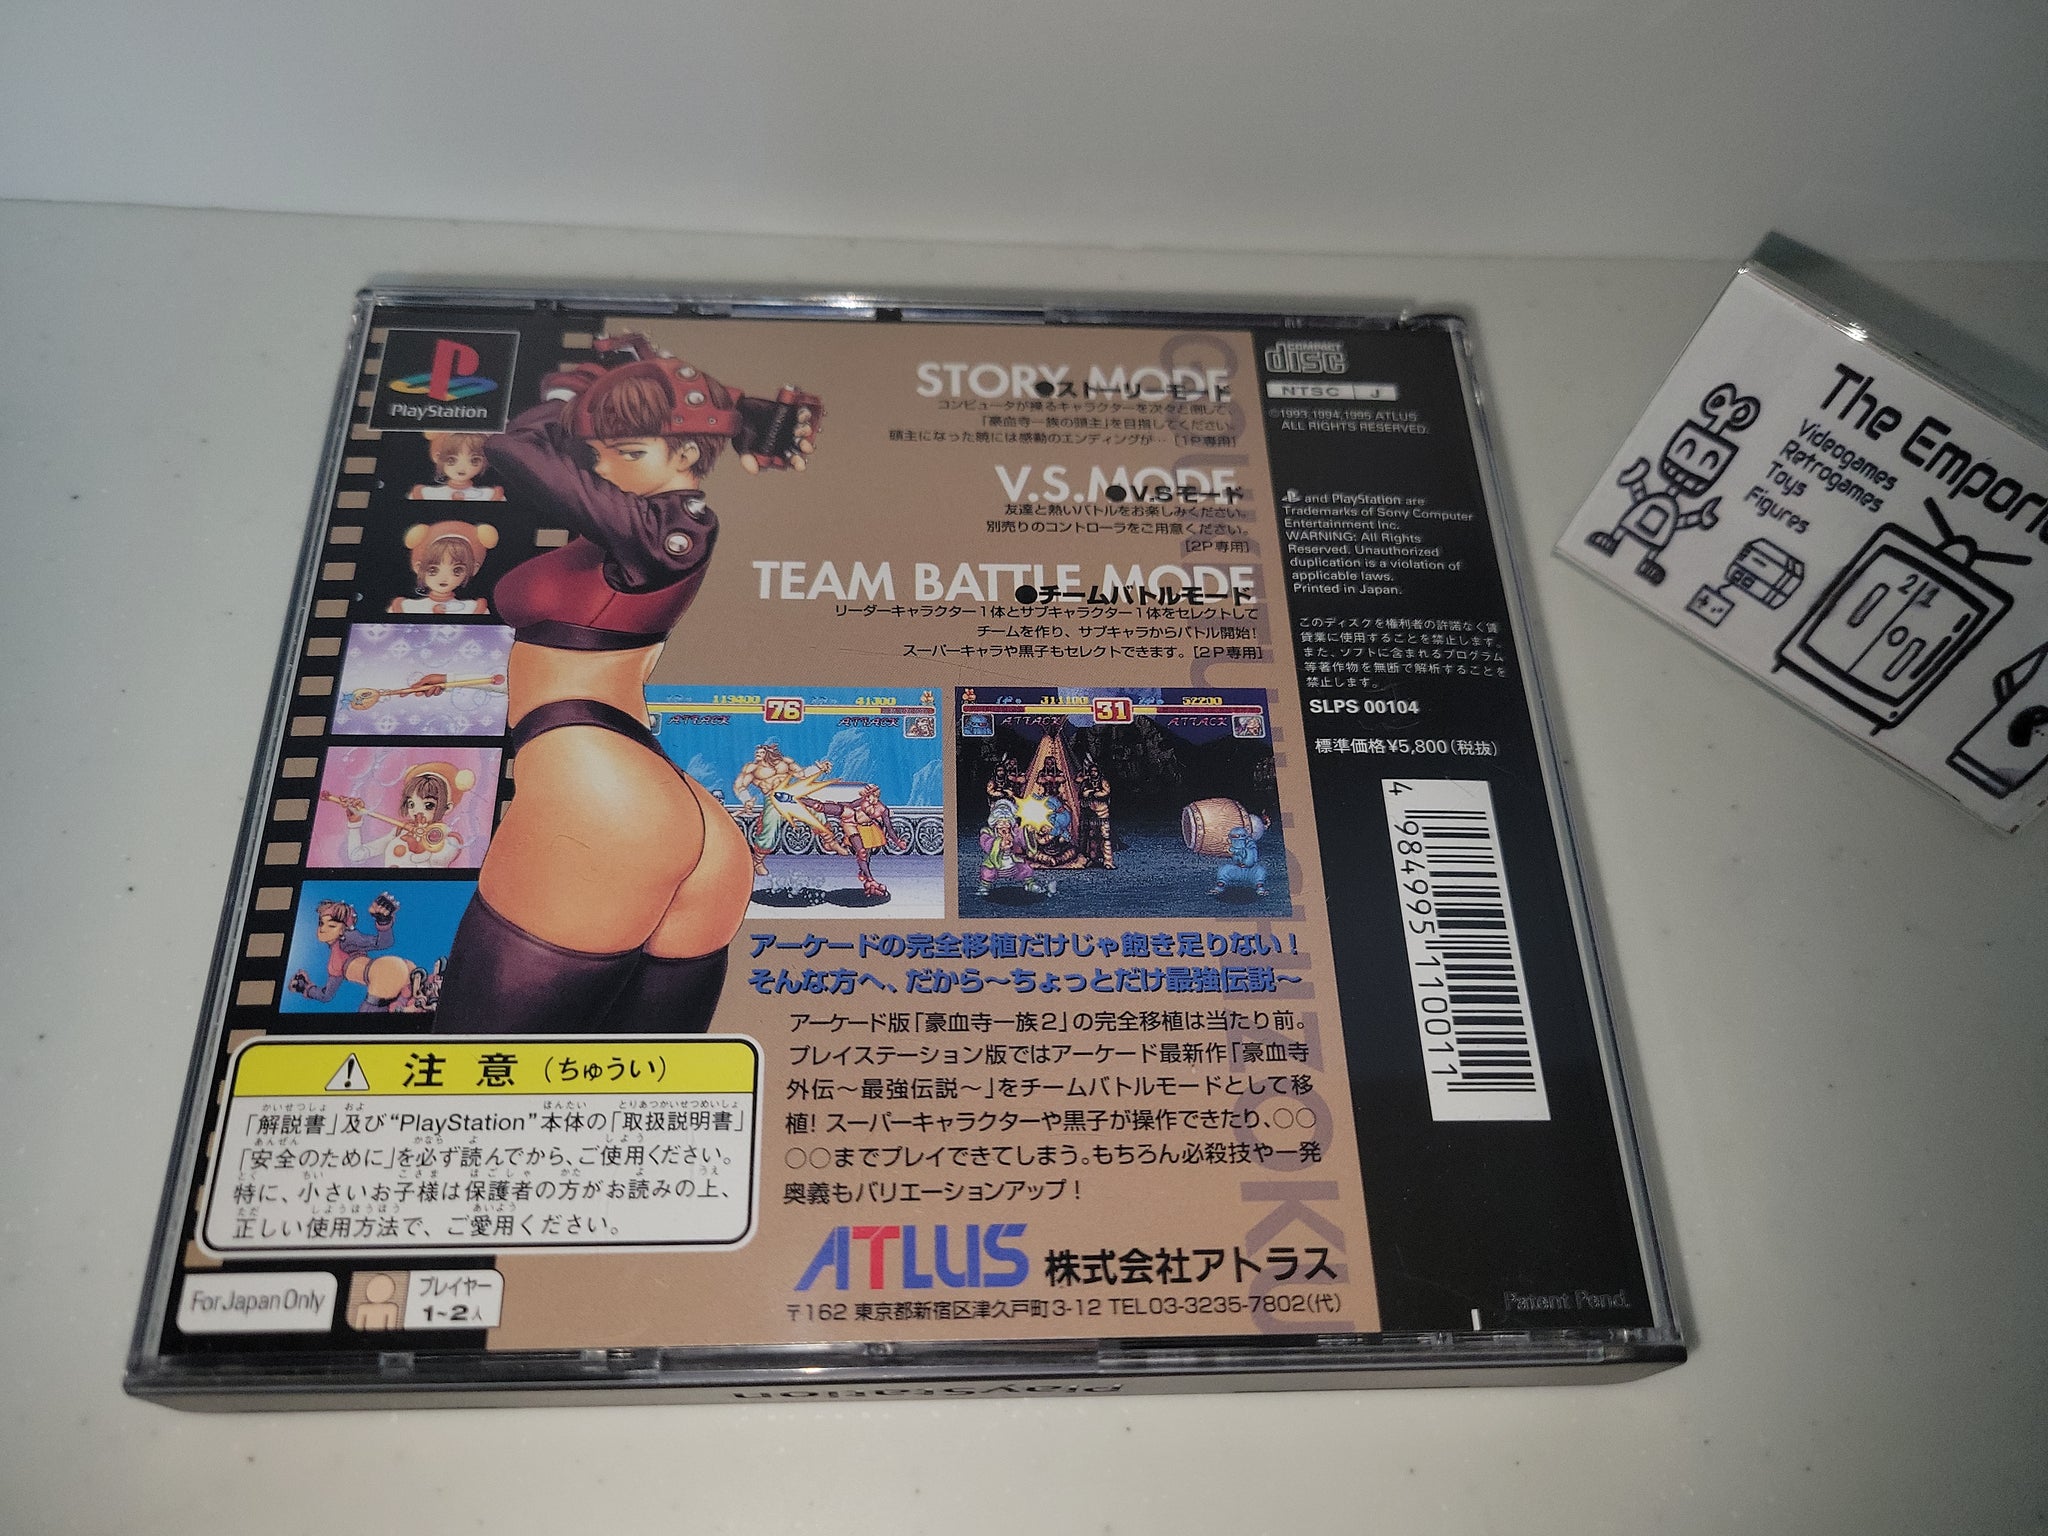 PlayStation
STORY MODE
●ストーリーモード
コンピュータが操るキャラクターを次々と倒して、
「豪血寺一族の頭主」を目指してください。
頭主になった暁には感動のエンディングが…［1P専用］
V.S.MODE
●V.Sモード
友達と熱いバトルをお楽しみください。
別売りのコントローラをご用意ください。
［2P専用］
TEAM BATTLE MODE
●チームバトルモード
リーダーキャラクター1体とサブキャラクター1体をセレクトして
チームを作り、サブキャラからバトル開始！
スーパーキャラや黒子もセレクトできます。［2P専用］
119400 76 41300
ATTACK ATTACK
311100 31 52200
ATTACK ATTACK
アーケードの完全移植だけじゃ飽き足りない！
そんな方へ、だから〜ちょっとだけ最強伝説〜
アーケード版「豪血寺一族2」の完全移植は当たり前。
プレイステーション版ではアーケード最新作「豪血寺
外伝〜最強伝説〜」をチームバトルモードとして移
植！スーパーキャラクターや黒子が操作できたり、○○
○○までプレイできてしまう。もちろん必殺技や一発
奥義もバリエーションアップ！
ATLUS 株式会社アトラス
〒162 東京都新宿区津久戸町3-12 TEL03-3235-7802(代)
注意（ちゅうい）
「解説書」及び“PlayStation”本体の「取扱説明書」
「安全のために」を必ず読んでから、ご使用ください。
特に、小さいお子様は保護者の方がお読みの上、
正しい使用方法で、ご愛用ください。
For Japan Only
プレイヤー
1~2人
COMPACT
disc
NTSC J
©1993,1994,1995 ATLUS
ALL RIGHTS RESERVED.
and PlayStation are
Trademarks of Sony Computer
Entertainment Inc.
WARNING: All Rights
Reserved. Unauthorized
duplication is a violation of
applicable laws.
Printed in Japan.
このディスクを権利者の許諾なく賃
貸業に使用することを禁止します。
また、ソフトに含まれるプログラム
等著作物を無断で解析することを
禁止します。
SLPS 00104
標準価格¥5,800(税抜)
4 984995 110011
Patent Pend.
PlayStation
The Emporiu
Videogames
Retrogames
Toys
Figures
21